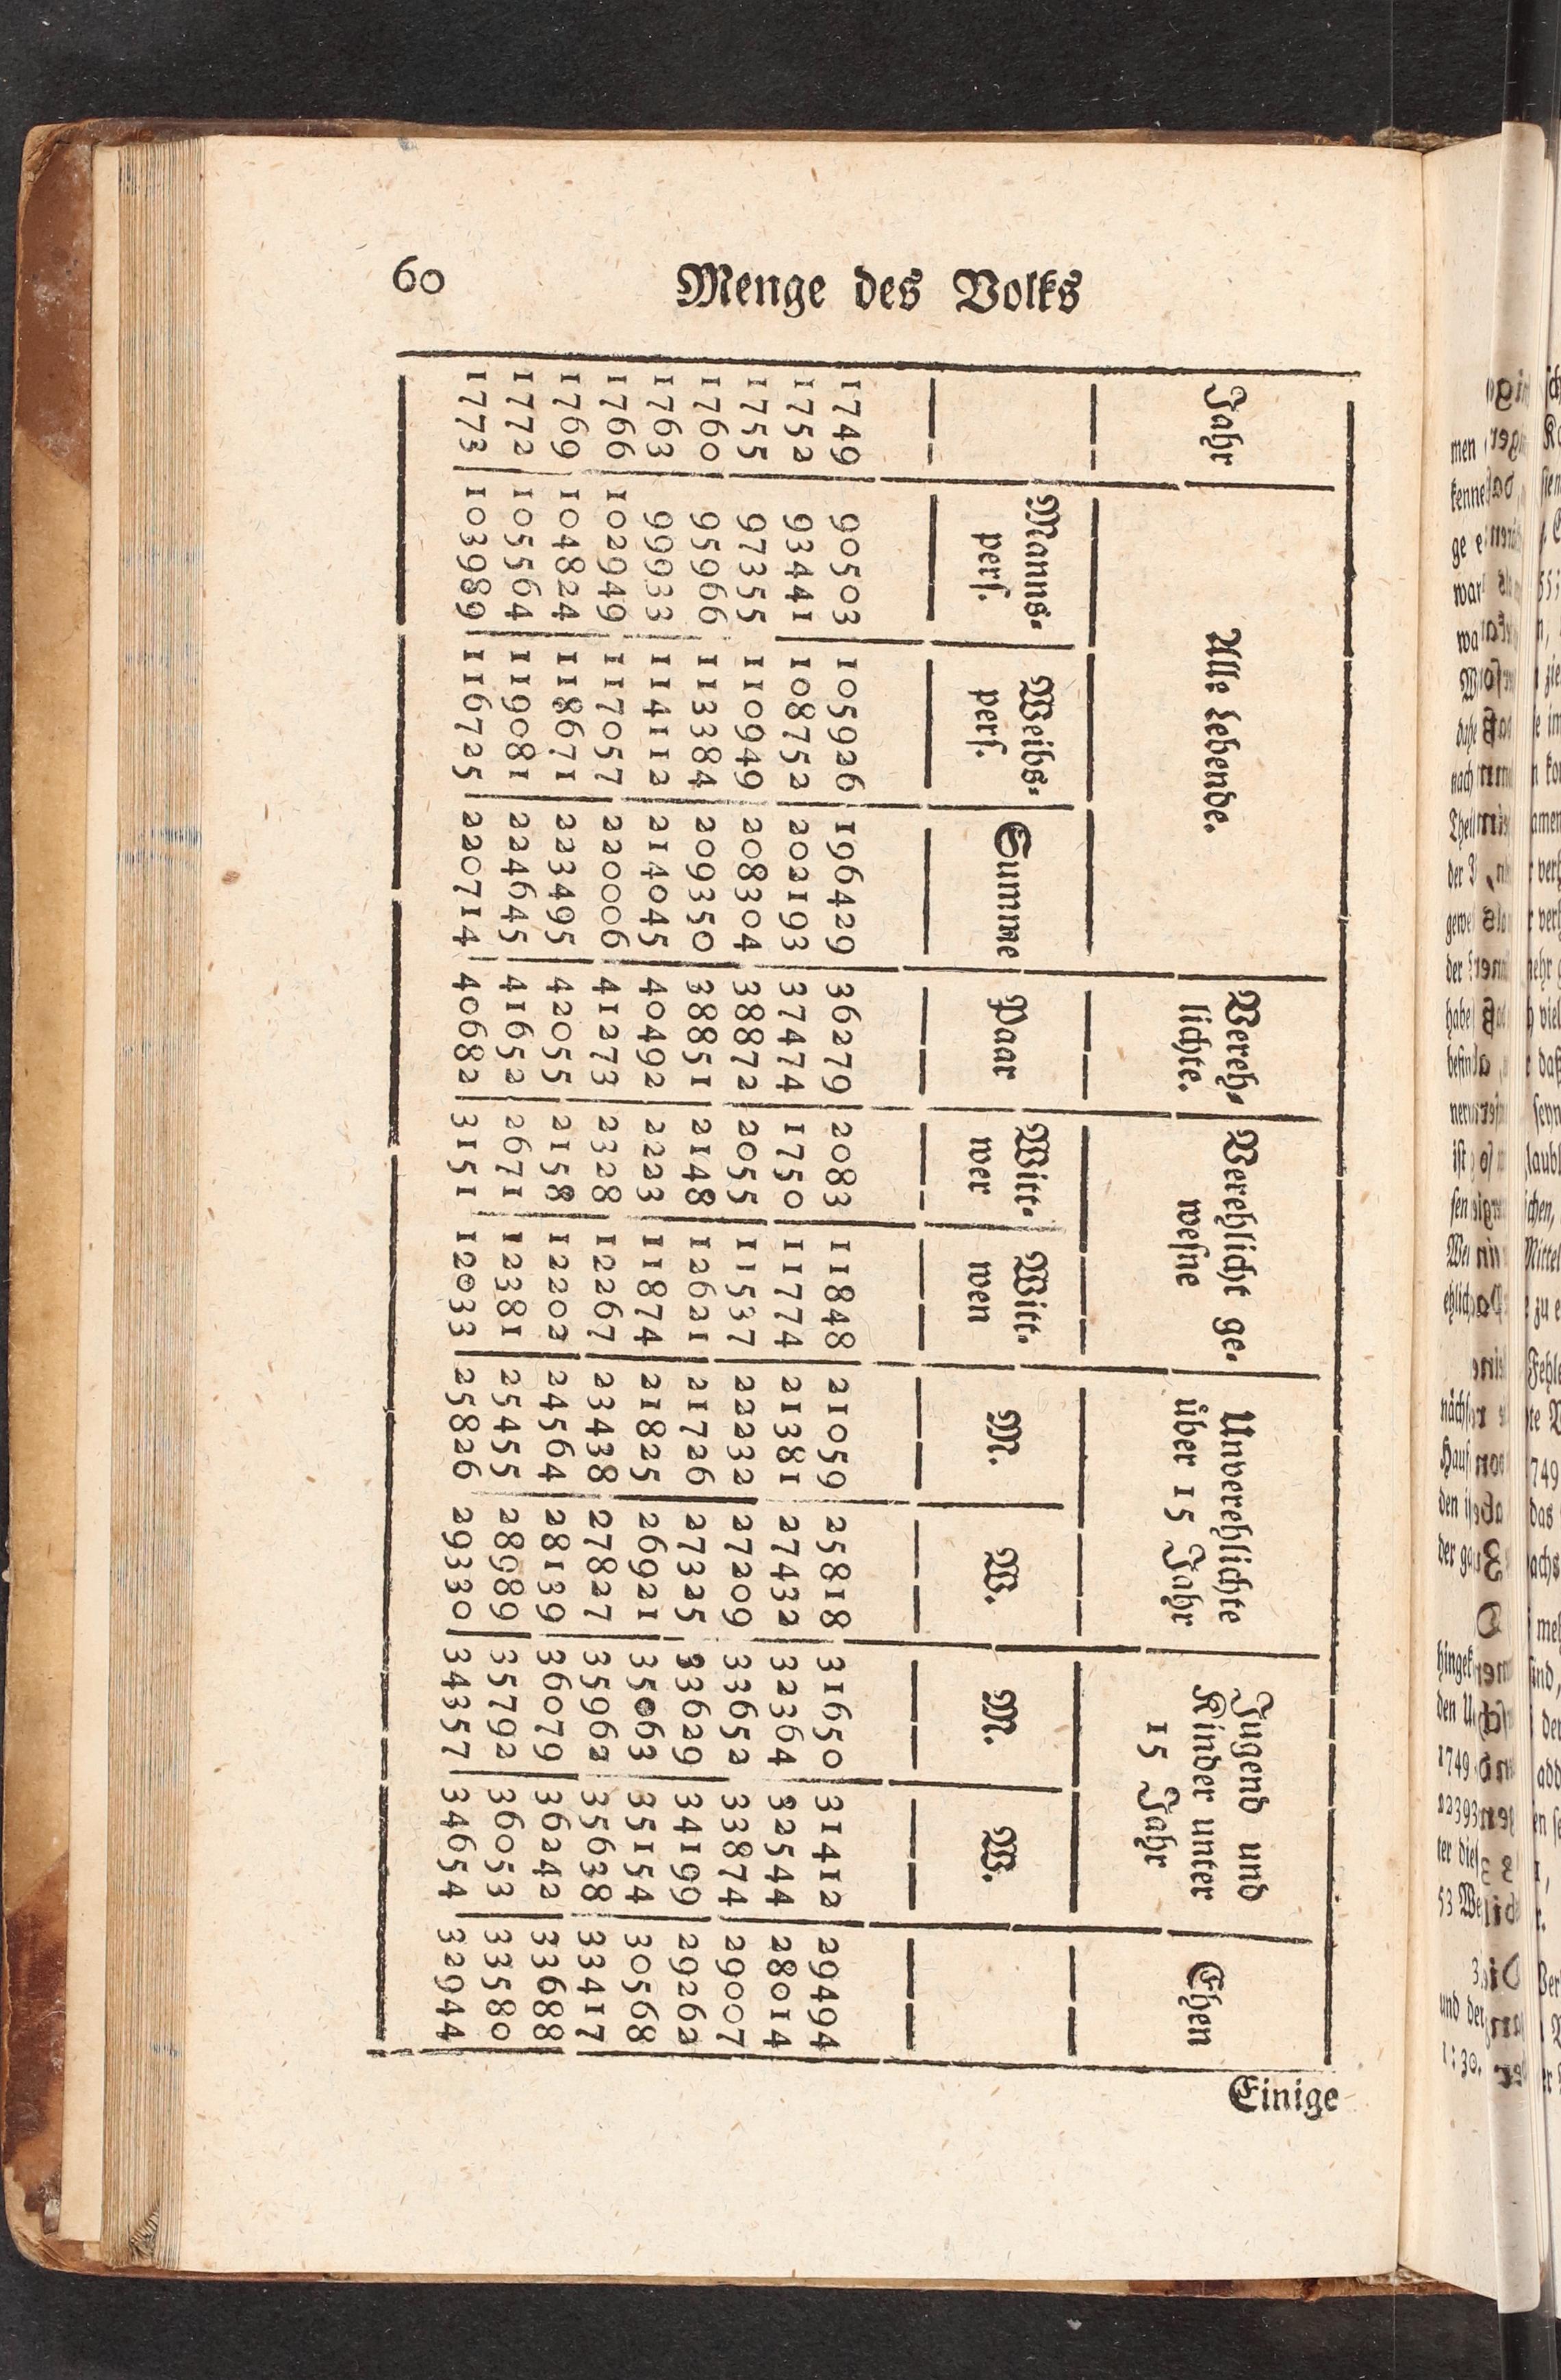 60 Menge des Volks
Jahr | Alle Lebende. | Vereh- | Verehlicht ge- | Unverehlichte | Jugend und | Ehen
lichte. | wesne | über 15 Jahr | Kinder unter
15 Jahr
Manns- | Weibs- | Summe | Paar | Witt- | Witt- | M. | W. | M. | W.
pers. | pers. | wer | wen
1749 90503 105926 196429 36279 2083 11848 21059 25818 31650 31412 29494
1752 93441 108752 202193 37474 1750 11774 21381 27432 32364 32544 28014
1755 97355 110949 208304 38872 2055 11537 22232 27209 33652 33874 29007
1760 95966 113384 209350 38851 2148 12621 21726 27325 33629 34199 29262
1763 99933 114112 214045 40492 2223 11874 21825 26921 35063 35154 30568
1766 102949 117057 220006 41273 2328 12267 23438 27827 35962 35638 33417
1769 104824 118671 223495 42055 2158 12202 24564 28139 36079 36242 33688
1772 105564 119081 224645 41652 2671 12381 25455 28989 35792 36053 33580
1773 103989 116725 220714 40682 3151 12033 25826 29330 34357 34654 32944
Einige